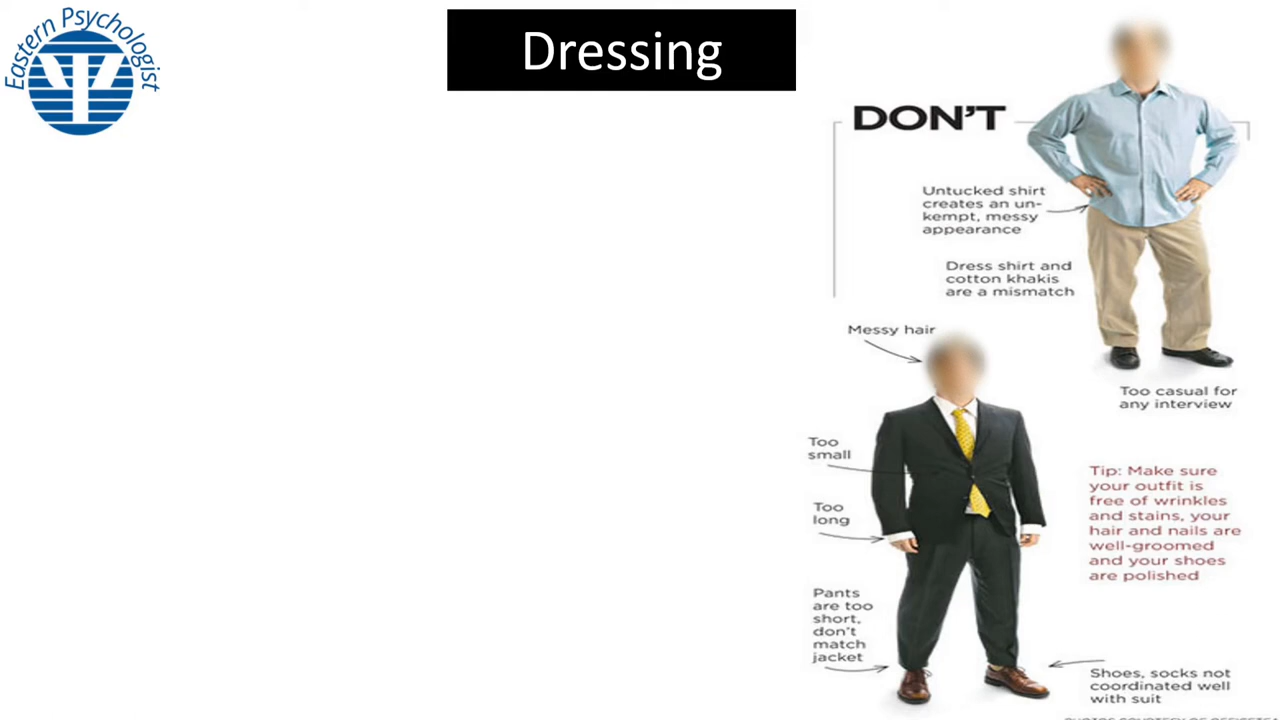 Eastern Psychologist
Dressing
DON'T
Untucked shirt
creates an un-
kempt, messy
appearance
Dress shirt and
cotton khakis
are a mismatch
Too casual for
any interview
Messy hair
Too
small
Too
long
Pants
are too
short,
don't
match
jacket
Tip: Make sure
your outfit is
free of wrinkles
and stains, your
hair and nails are
well-groomed
and your shoes
are polished
Shoes, socks not
coordinated well
with suit